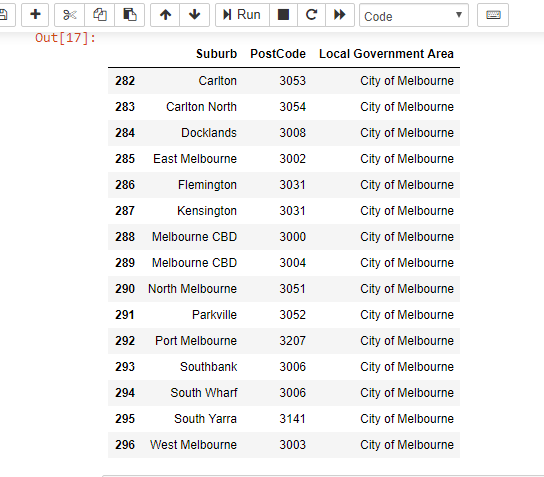 Run Code
Out[17]:
Suburb PostCode Local Government Area
282 Carlton 3053 City of Melbourne
283 Carlton North 3054 City of Melbourne
284 Docklands 3008 City of Melbourne
285 East Melbourne 3002 City of Melbourne
286 Flemington 3031 City of Melbourne
287 Kensington 3031 City of Melbourne
288 Melbourne CBD 3000 City of Melbourne
289 Melbourne CBD 3004 City of Melbourne
290 North Melbourne 3051 City of Melbourne
291 Parkville 3052 City of Melbourne
292 Port Melbourne 3207 City of Melbourne
293 Southbank 3006 City of Melbourne
294 South Wharf 3006 City of Melbourne
295 South Yarra 3141 City of Melbourne
296 West Melbourne 3003 City of Melbourne